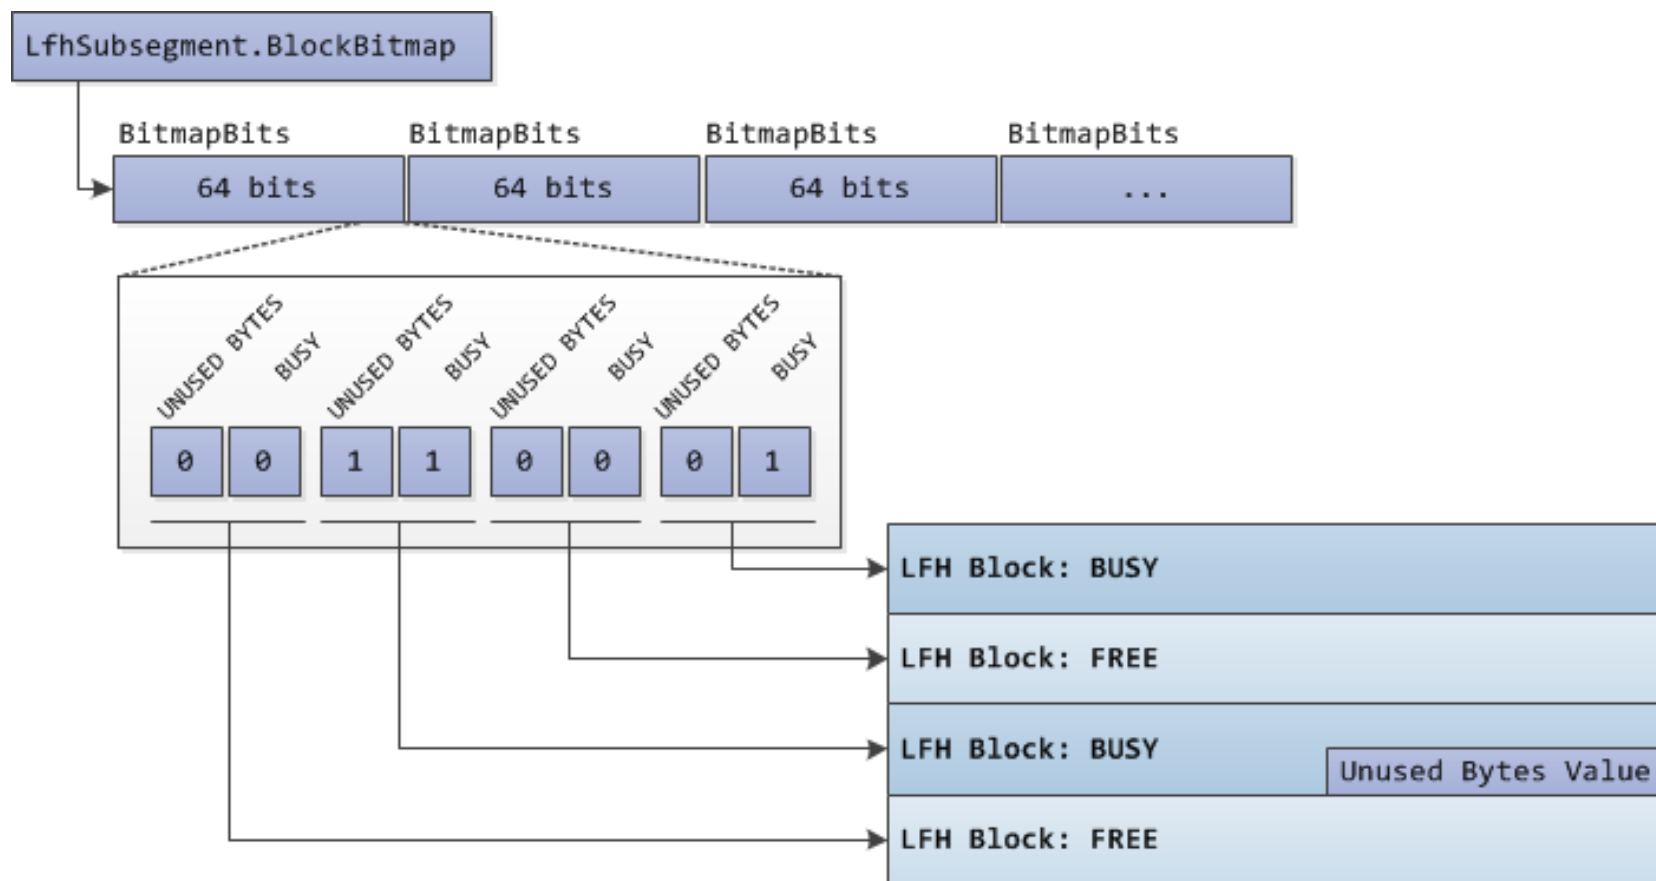 LfhSubsegment.BlockBitmap
BitmapBits BitmapBits BitmapBits BitmapBits
64 bits 64 bits 64 bits ...
UNUSED BYTES BUSY UNUSED BYTES BUSY UNUSED BYTES BUSY UNUSED BYTES BUSY
0 0 1 1 0 0 0 1
LFH Block: BUSY
LFH Block: FREE
LFH Block: BUSY
Unused Bytes Value
LFH Block: FREE